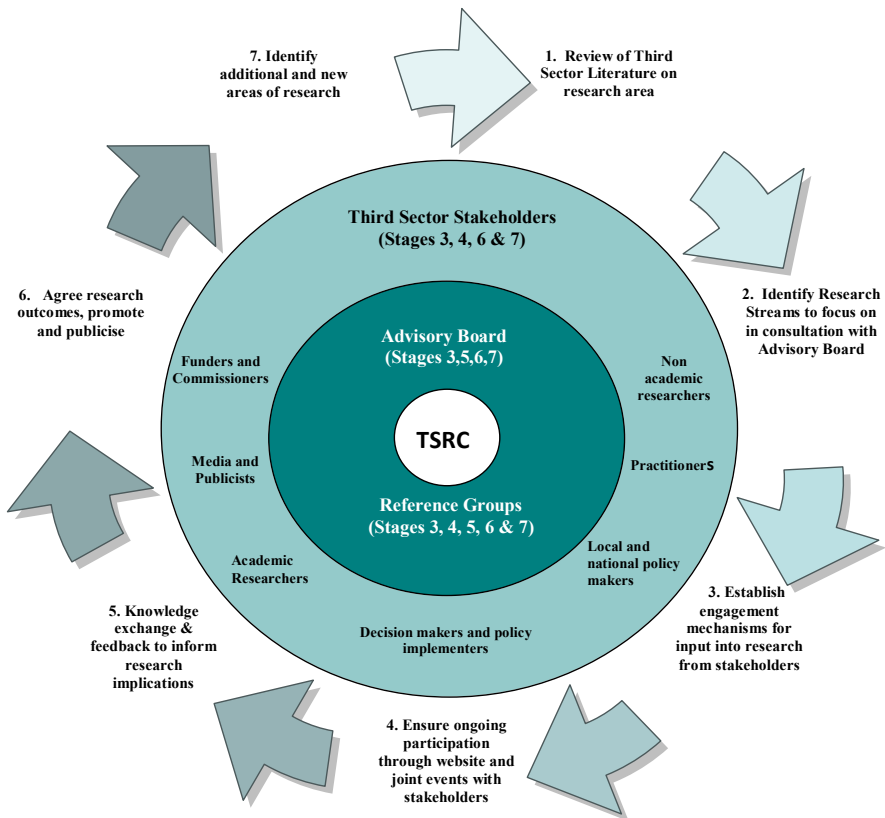 7. Identify
additional and new
areas of research
1. Review of Third
Sector Literature on
research area
Third Sector Stakeholders
(Stages 3, 4, 6 & 7)
2. Identify Research
Streams to focus on
in consultation with
Advisory Board
6. Agree research
outcomes, promote
and publicise
Advisory Board
(Stages 3,5,6,7)
Funders and
Commissioners
Non
academic
researchers
TSRC
Media and
Publicists
Practitioners
Reference Groups
(Stages 3, 4, 5, 6 & 7)
Academic
Researchers
Local and
national policy
makers
Decision makers and policy
implementers
3. Establish
engagement
mechanisms for
input into research
from stakeholders
5. Knowledge
exchange &
feedback to inform
research
implications
4. Ensure ongoing
participation
through website and
joint events with
stakeholders